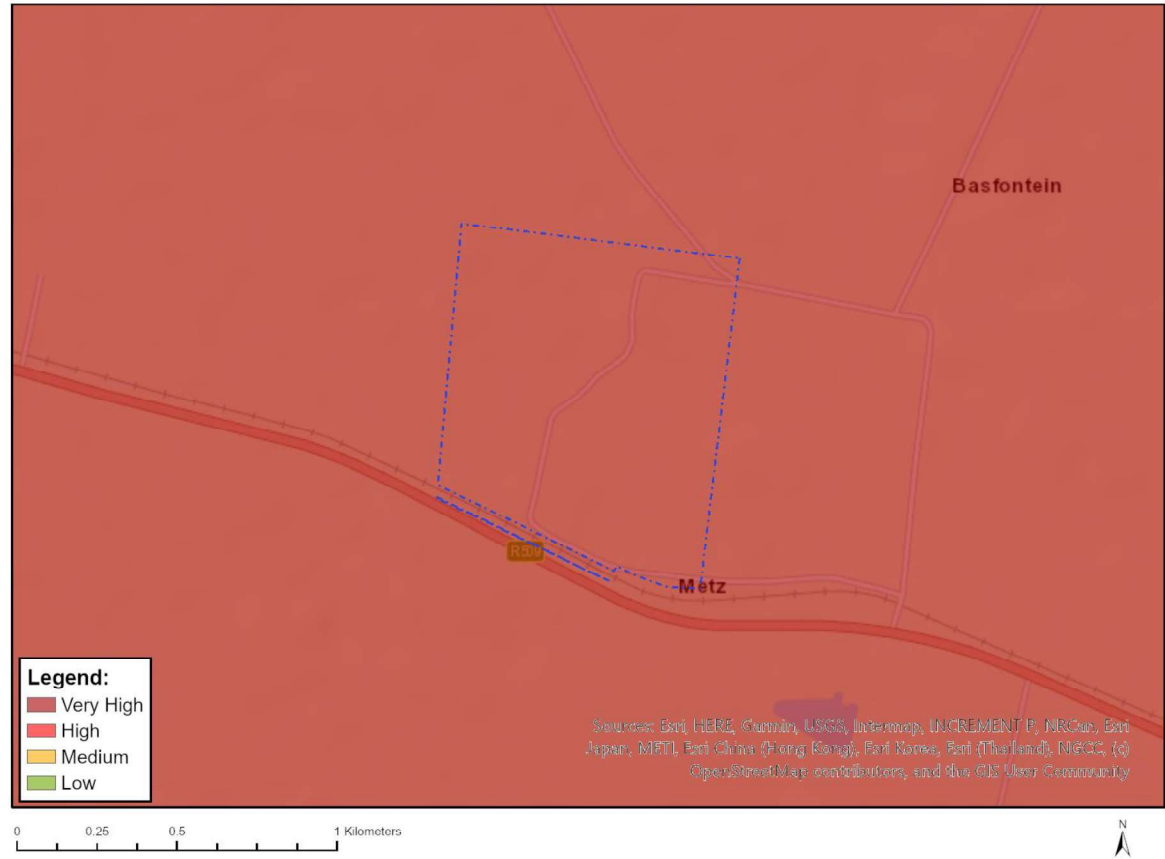 Basfontein
R509
Metz
Legend:
Very High
High
Medium
Low
Sources: Esri, HERE, Garmin, USGS, Intermap, INCREMENT P, NRCan, Esri
Japan, METI, Esri China (Hong Kong), Esri Korea, Esri (Thailand), NGCC, (c)
OpenStreetMap contributors, and the GIS User Community
0 0.25 0.5 1 Kilometers
N